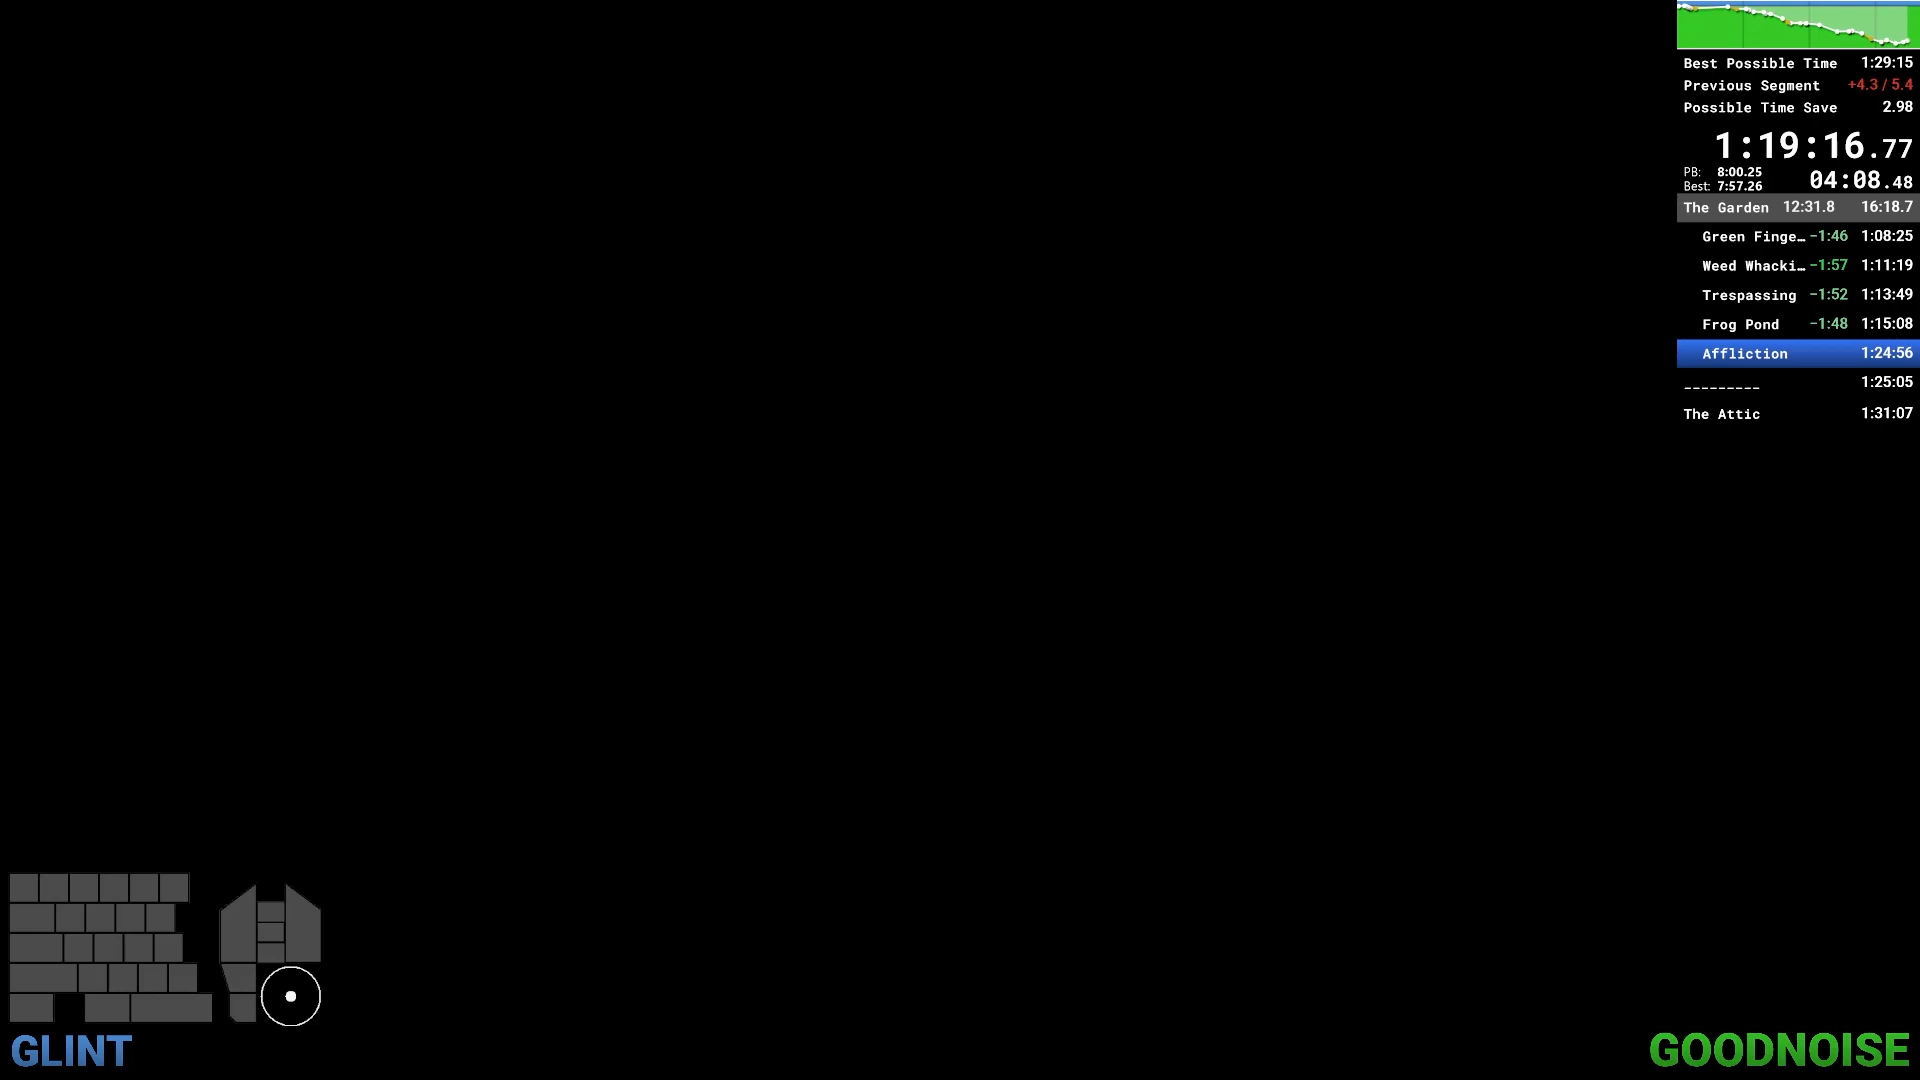 Best Possible Time 1:29:15
Previous Segment +4.3 / 5.4
Possible Time Save 2.98
1:19:16.77
PB: 8:00.25
Best: 7:57.26
04:08.48
The Garden 12:31.8 16:18.7
Green Finge… -1:46 1:08:25
Weed Whacki… -1:57 1:11:19
Trespassing -1:52 1:13:49
Frog Pond -1:48 1:15:08
Affliction 1:24:56
_________ 1:25:05
The Attic 1:31:07
GLINT
GOODNOISE